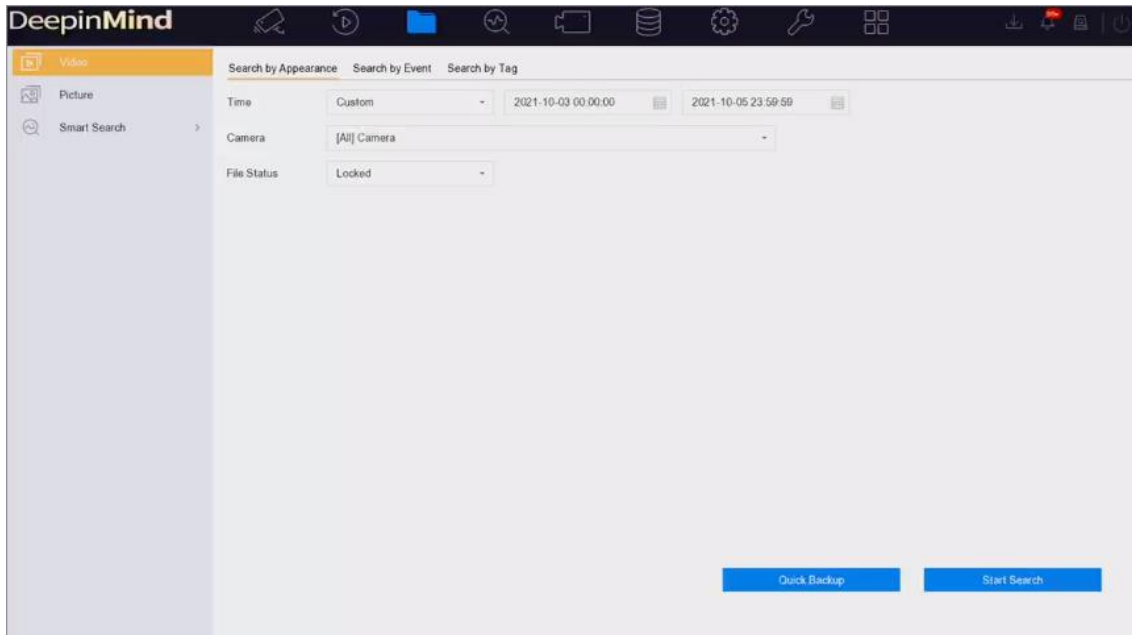 DeepinMind
Video
Picture
Smart Search
Search by Appearance Search by Event Search by Tag
Time Custom 2021-10-03 00:00:00 2021-10-05 23:59:59
Camera [All] Camera
File Status Locked
Quick Backup Start Search